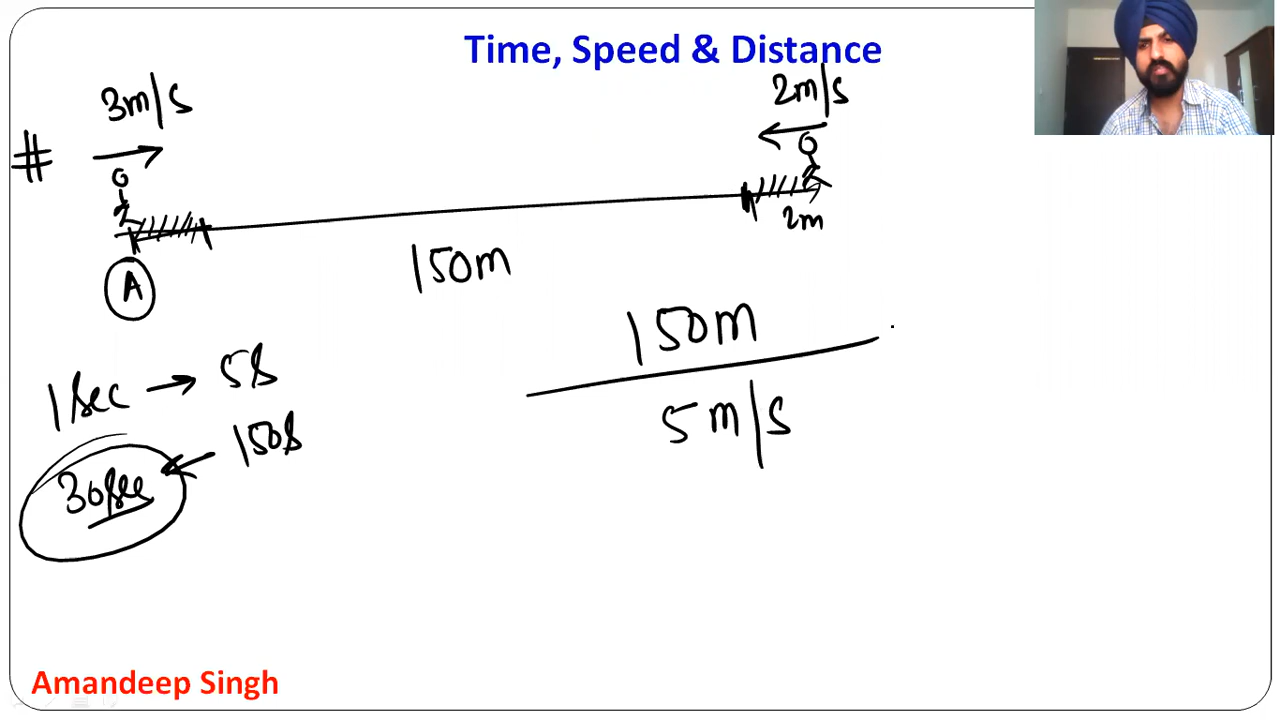 Time, Speed & Distance
3m/s
2m/s
#
2m
A
150m
150m
5m/s
1 sec → 5
150
30 sec
Amandeep Singh